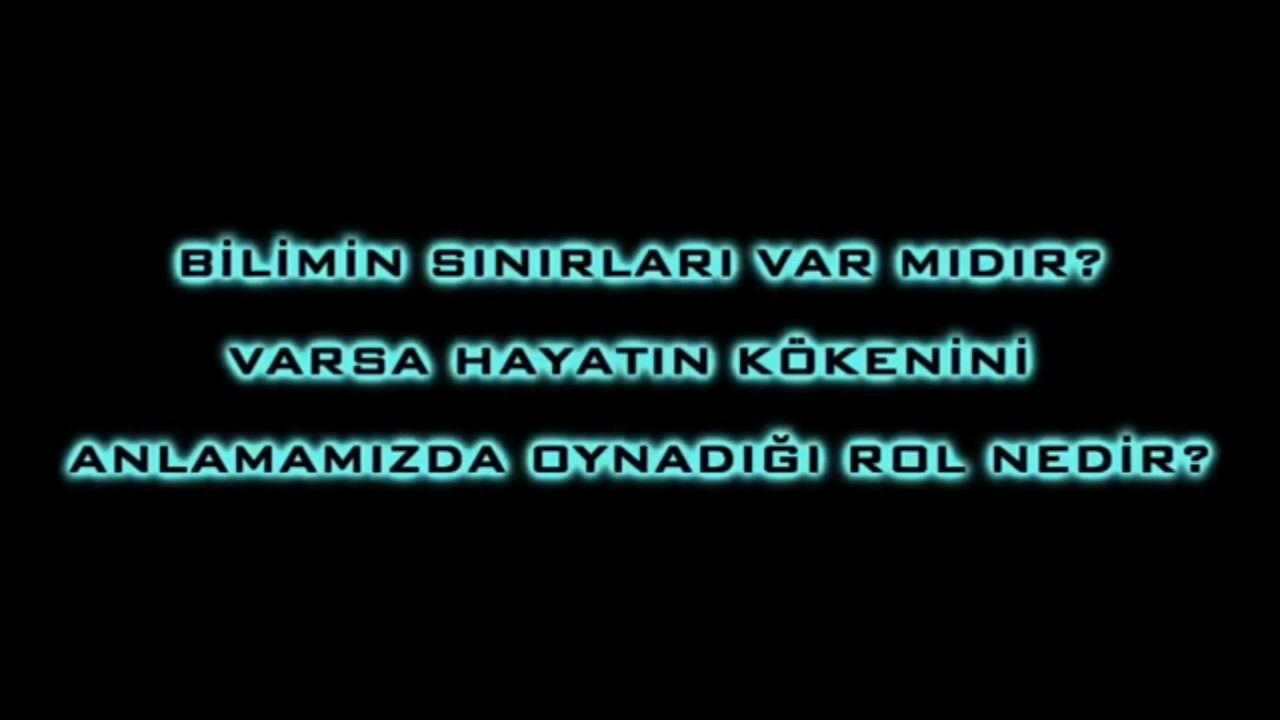 BİLİMİN SINIRLARI VAR MIDIR?
VARSA HAYATIN KÖKENİNİ
ANLAMAMIZDA OYNADIĞI ROL NEDİR?